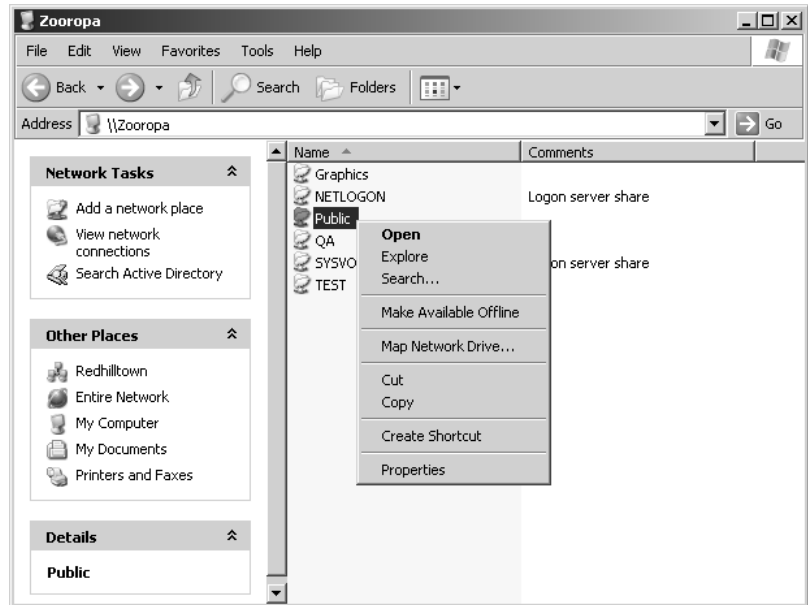 Zooropa
File Edit View Favorites Tools Help
Back Search Folders
Address \\Zooropa Go
Network Tasks
Add a network place
View network
connections
Search Active Directory
Other Places
Redhilltown
Entire Network
My Computer
My Documents
Printers and Faxes
Details
Public
Name Comments
Graphics
NETLOGON Logon server share
Public
QA
SYSVO on server share
TEST
Open
Explore
Search...
Make Available Offline
Map Network Drive...
Cut
Copy
Create Shortcut
Properties